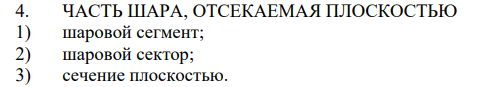 4. ЧАСТЬ ШАРА, ОТСЕКАЕМАЯ ПЛОСКОСТЬЮ
1) шаровой сегмент;
2) шаровой сектор;
3) сечение плоскостью.